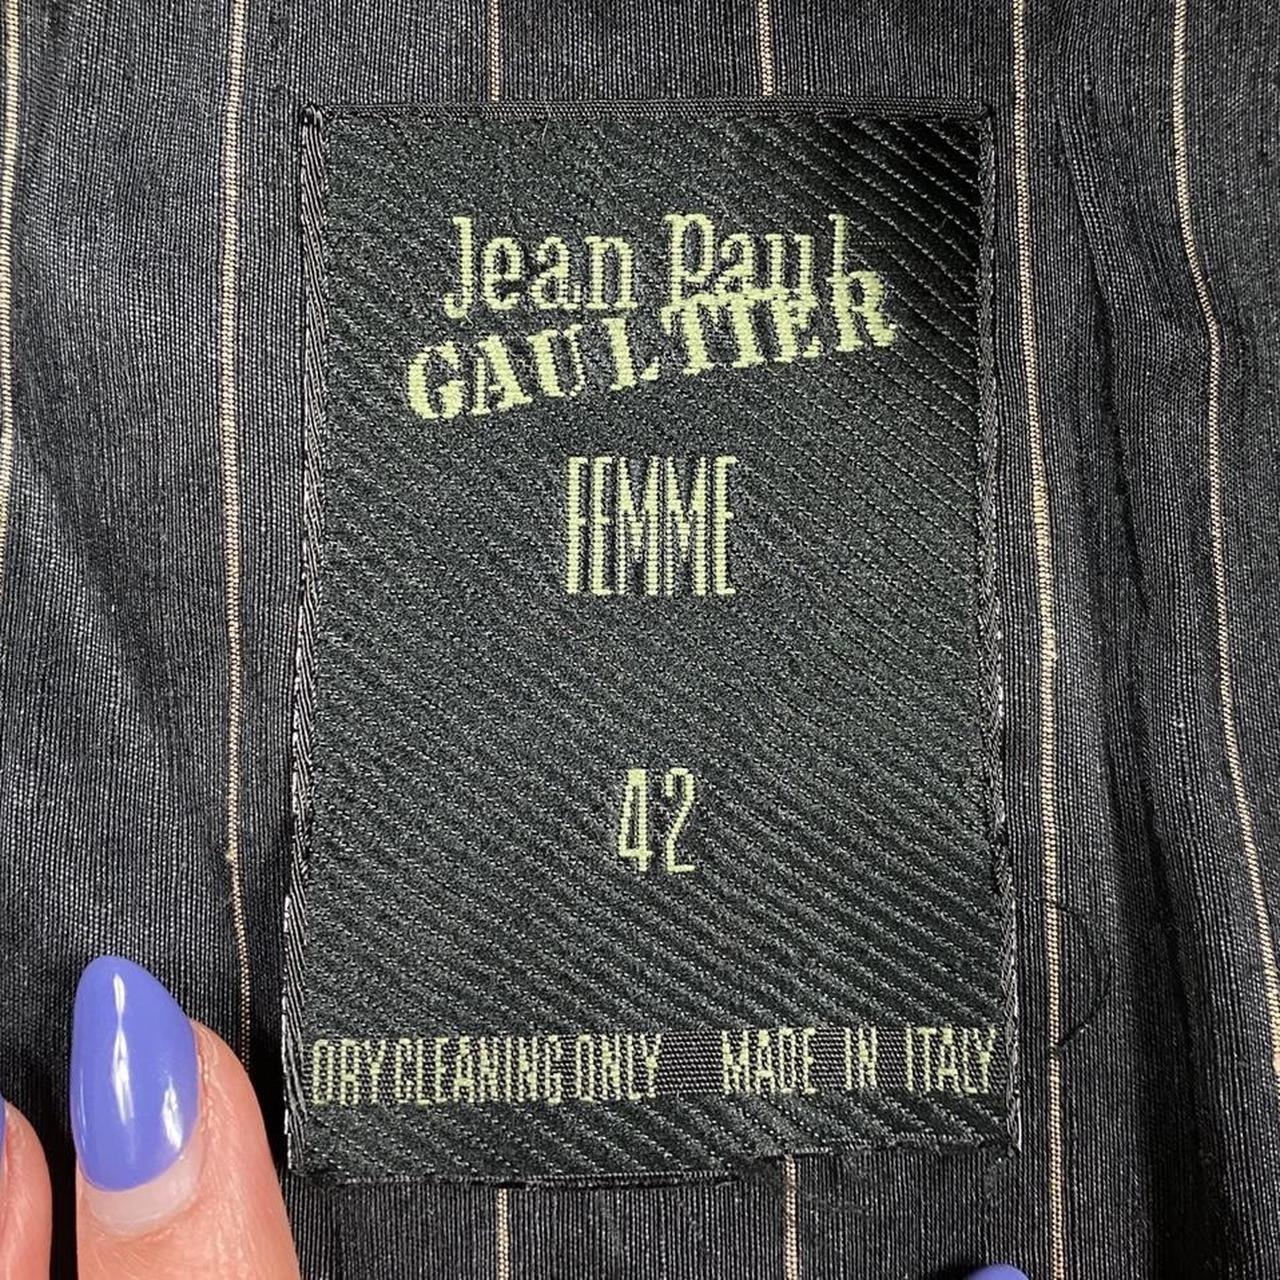 Jean Paul
GAULTIER
FEMME
42
DRY CLEANING ONLY MADE IN ITALY